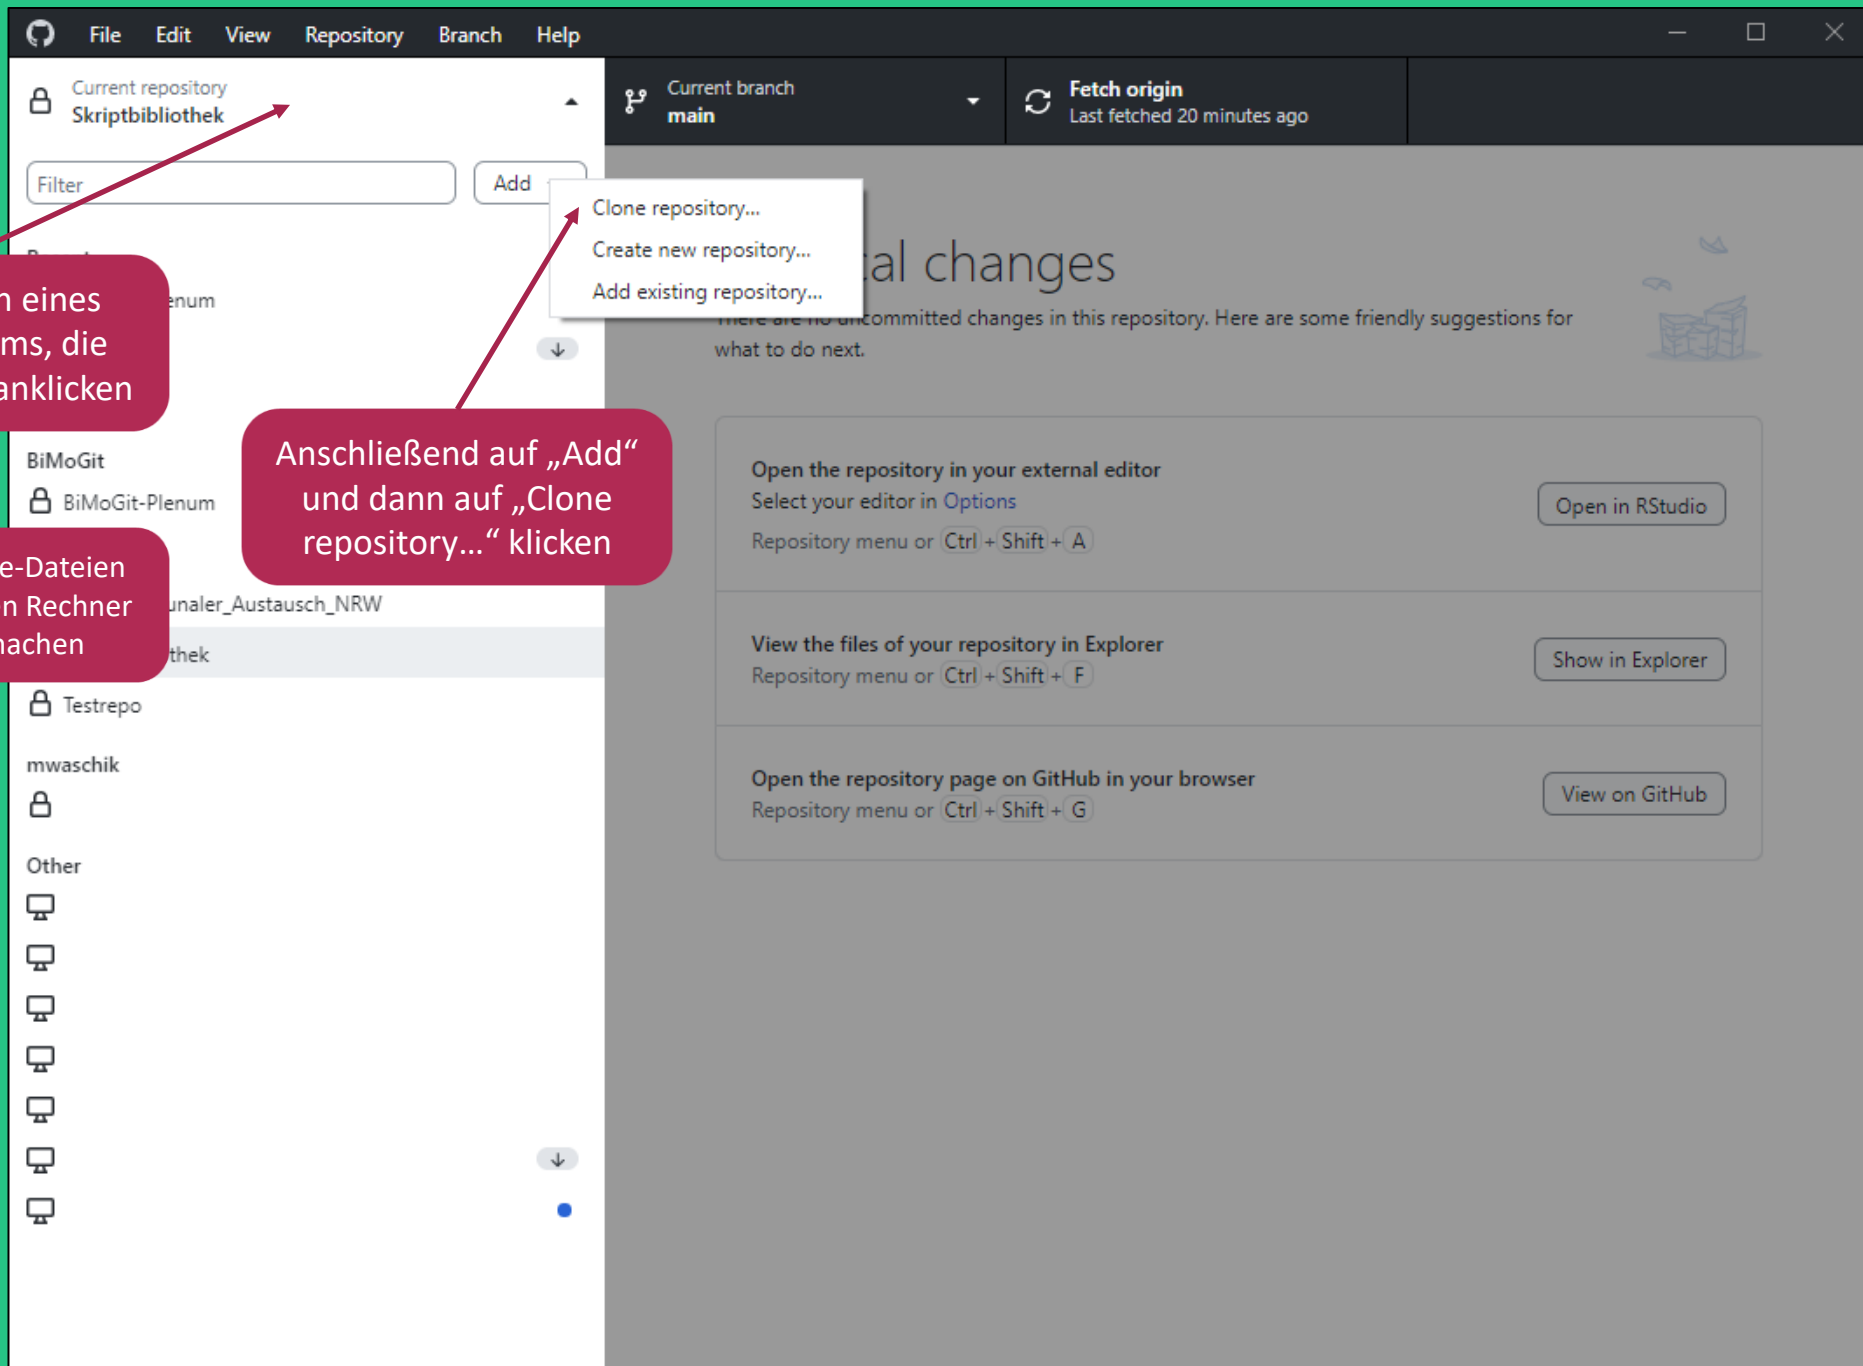 File Edit View Repository Branch Help
Current repository
Skriptbibliothek
Current branch
main
Fetch origin
Last fetched 20 minutes ago
Filter
Add
Clone repository...
Create new repository...
Add existing repository...
al changes
There are no uncommitted changes in this repository. Here are some friendly suggestions for
what to do next.
n eines
ms, die
anklicken
enum
BiMoGit
BiMoGit-Plenum
Anschließend auf „Add“
und dann auf „Clone
repository…“ klicken
e-Dateien
en Rechner
machen
unaler_Austausch_NRW
thek
Testrepo
mwaschik
Other
Open the repository in your external editor
Select your editor in Options
Repository menu or Ctrl + Shift + A
Open in RStudio
View the files of your repository in Explorer
Repository menu or Ctrl + Shift + F
Show in Explorer
Open the repository page on GitHub in your browser
Repository menu or Ctrl + Shift + G
View on GitHub